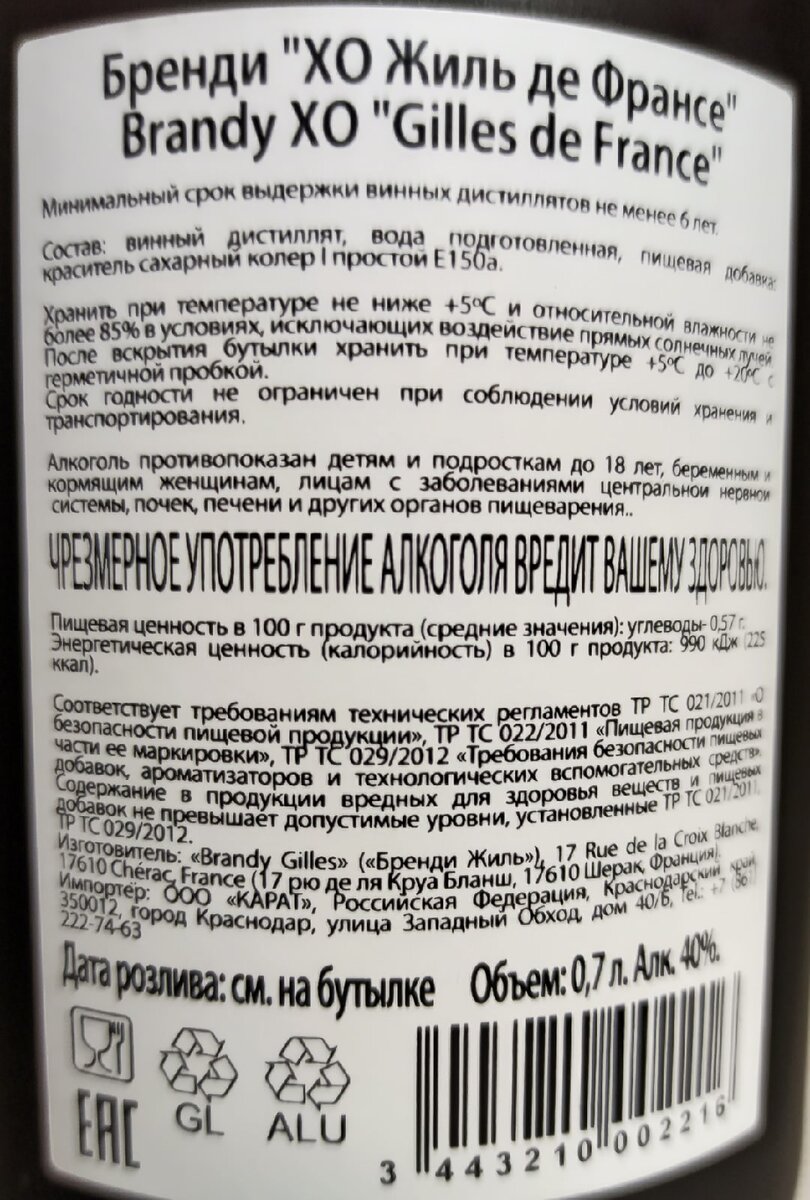 Бренди "ХО Жиль де Франсе"
Brandy XO "Gilles de France"
Минимальный срок выдержки винных дистиллятов не менее 6 лет.
Состав: винный дистиллят, вода подготовленная, пищевая добавка:
краситель сахарный колер I простой Е150а.
Хранить при температуре не ниже +5°С и относительной влажности не
более 85% в условиях, исключающих воздействие прямых солнечных лучей
После вскрытия бутылки хранить при температуре +5°С до +20°С с
герметичной пробкой.
Срок годности не ограничен при соблюдении условий хранения и
транспортирования.
Алкоголь противопоказан детям и подросткам до 18 лет, беременным и
кормящим женщинам, лицам с заболеваниями центральной нервной
системы, почек, печени и других органов пищеварения..
ЧРЕЗМЕРНОЕ УПОТРЕБЛЕНИЕ АЛКОГОЛЯ ВРЕДИТ ВАШЕМУ ЗДОРОВЬЮ.
Пищевая ценность в 100 г продукта (средние значения): углеводы- 0,57 г.
Энергетическая ценность (калорийность) в 100 г продукта: 990 кДж (225
ккал).
Соответствует требованиям технических регламентов ТР ТС 021/2011 «О
безопасности пищевой продукции», ТР ТС 022/2011 «Пищевая продукция в
части ее маркировки», ТР ТС 029/2012 «Требования безопасности пищевых
добавок, ароматизаторов и технологических вспомогательных средств».
Содержание в продукции вредных для здоровья веществ и пищевых
добавок не превышает допустимые уровни, установленные ТР ТС 021/2011,
ТР ТС 029/2012.
Изготовитель: «Brandy Gilles» («Бренди Жиль»), 17 Rue de la Croix Blanche,
17610 Chérac, France (17 рю де ля Круа Бланш, 17610 Шерак, Франция).
Импортер: ООО «КАРАТ», Российская Федерация, Краснодарский край,
350012, город Краснодар, улица Западный Обход, дом 40/Б, Tel.: +7 (861)
222-74-63
Дата розлива: см. на бутылке Объем: 0,7 л. Алк. 40%.
EAC GL ALU
3 443210 002216